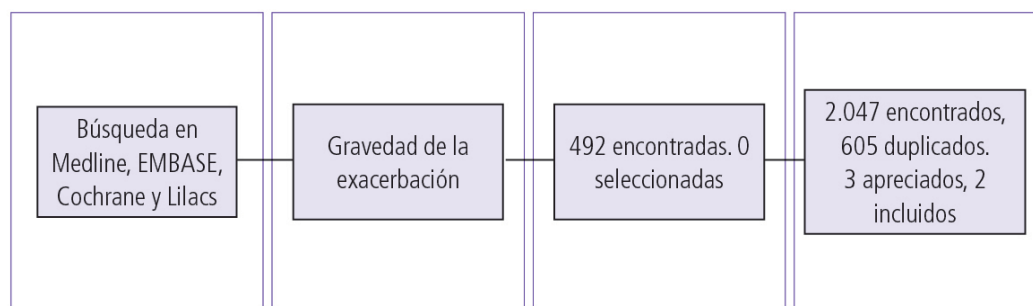 Búsqueda en
Medline, EMBASE,
Cochrane y Lilacs
Gravedad de la
exacerbación
492 encontradas. 0
seleccionadas
2.047 encontrados,
605 duplicados.
3 apreciados, 2
incluidos